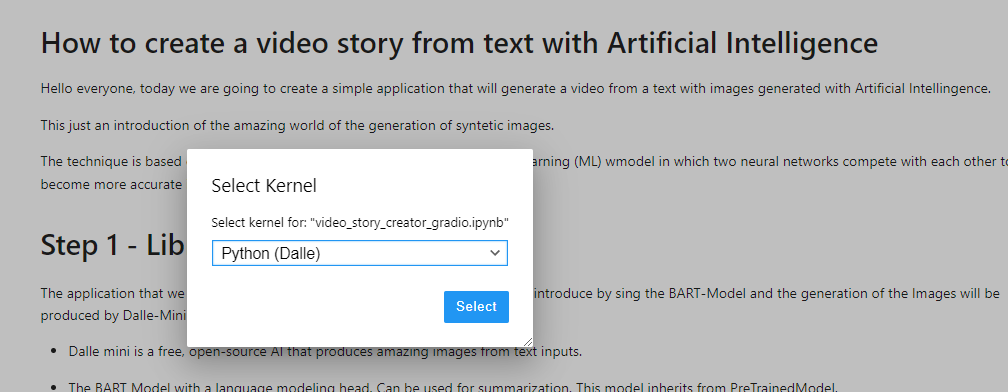 How to create a video story from text with Artificial Intelligence
Hello everyone, today we are going to create a simple application that will generate a video from a text with images generated with Artificial Intellingence.
This just an introduction of the amazing world of the generation of syntetic images.
The technique is based arning (ML) wmodel in which two neural networks compete with each other to
become more accurate
Select Kernel
Select kernel for: "video_story_creator_gradio.ipynb"
Python (Dalle)
Select
Step 1 - Lib
The application that we introduce by sing the BART-Model and the generation of the Images will be
produced by Dalle-Mini
Dalle mini is a free, open-source AI that produces amazing images from text inputs.
The BART Model with a language modeling head. Can be used for summarization. This model inherits from PreTrainedModel.